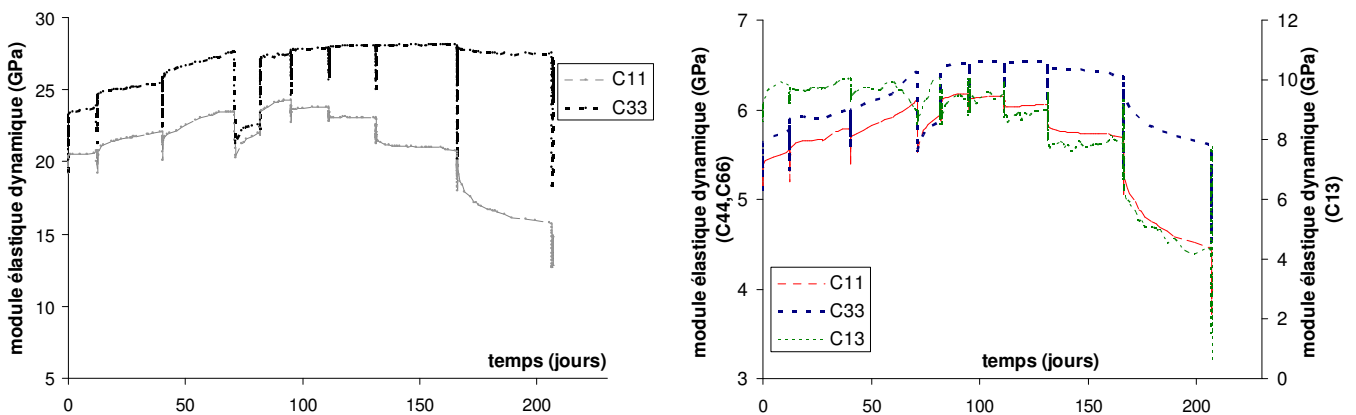 module élastique dynamique (GPa)
30
25
20
15
10
5
0
50
100
150
200
temps (jours)
C11
C33
module élastique dynamique (GPa)
(C44,C66)
7
6
5
4
3
0
50
100
150
200
temps (jours)
C11
C33
C13
12
10
8
6
4
2
0
module élastique dynamique (GPa)
(C13)